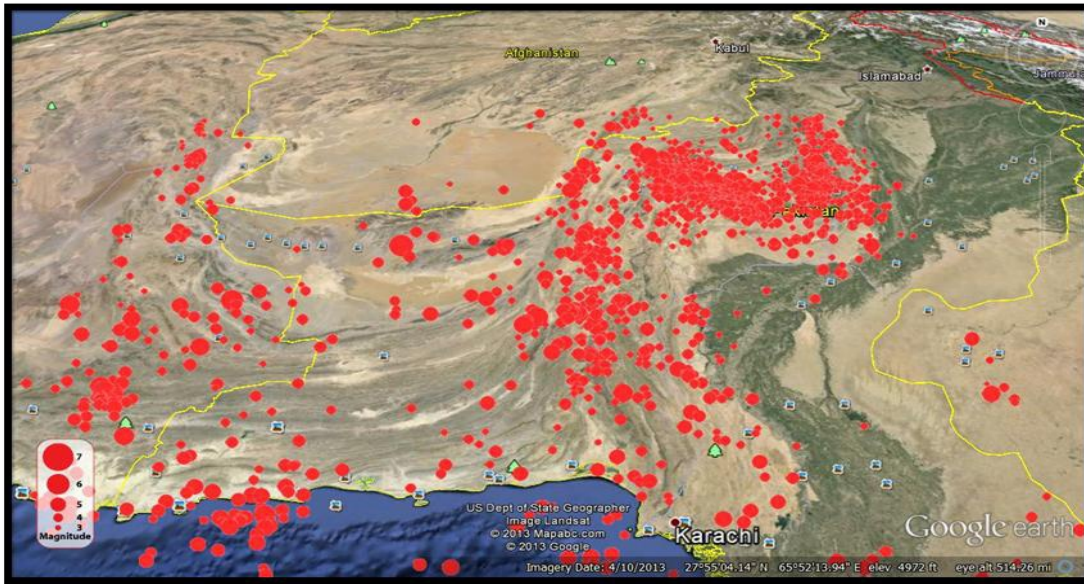 N
Kabul
Afghanistan
Islamabad
Jammu
7
6
5
4
3
Magnitude
US Dept of State Geographer
Image Landsat
© 2013 Mapabc.com
© 2013 Google
Karachi
Google earth
Imagery Date: 4/10/2013 27°55'04.14" N 65°52'13.94" E elev 4972 ft eye alt 514.26 mi